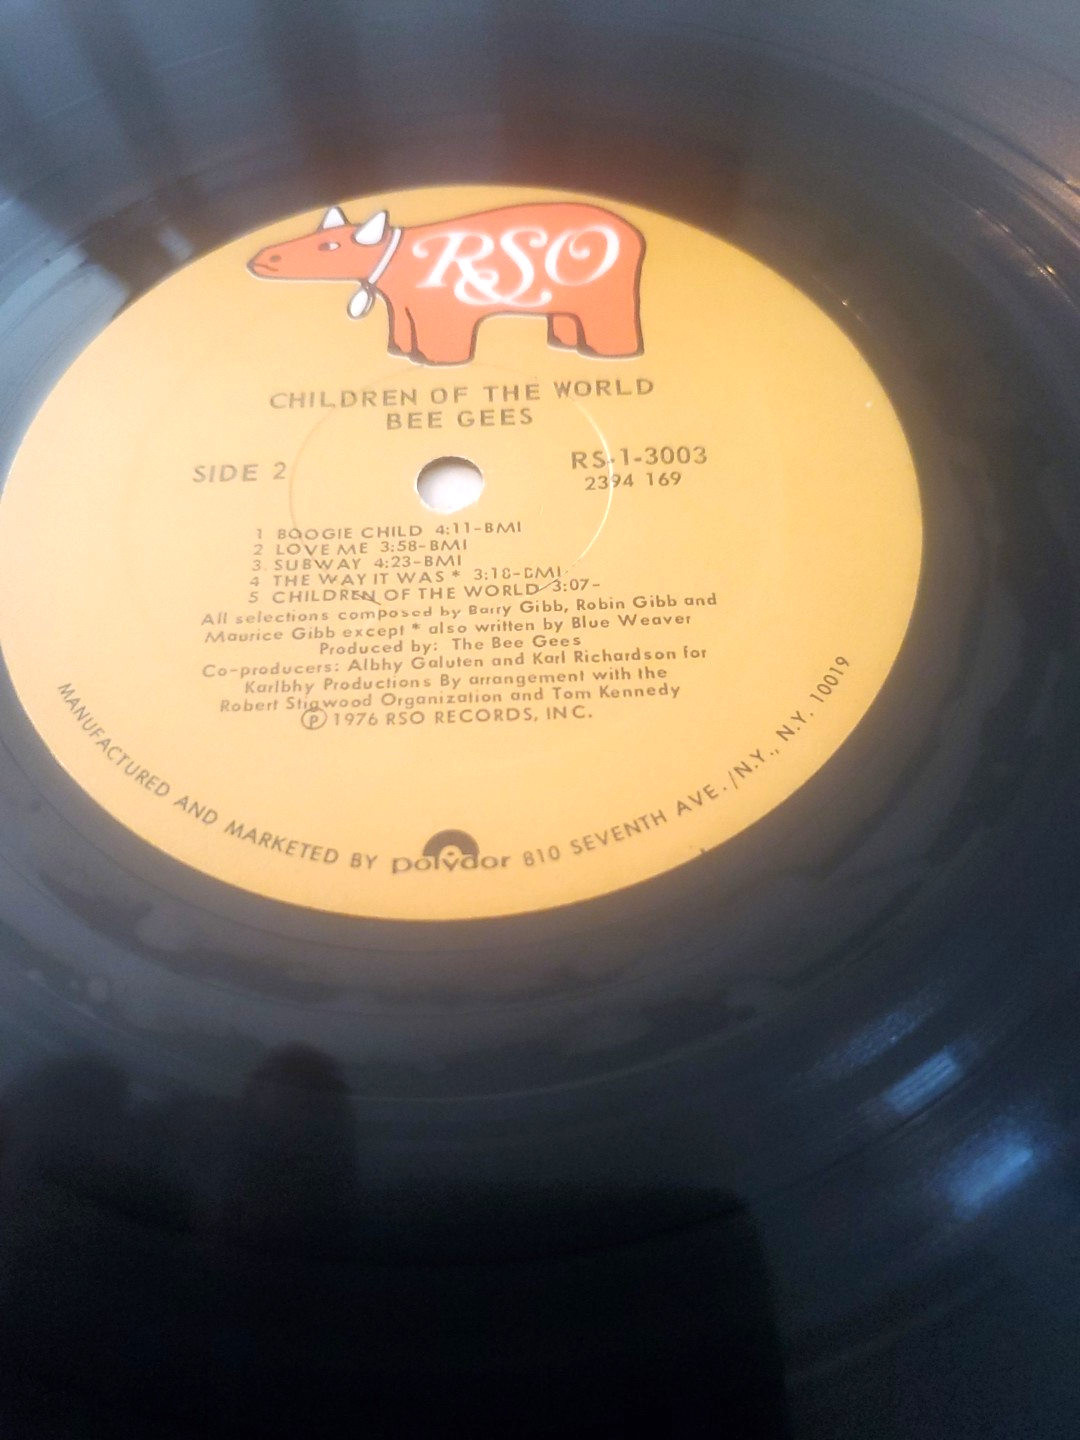 RSO
CHILDREN OF THE WORLD
BEE GEES
SIDE 2
RS-1-3003
2394 169
1 BOOGIE CHILD 4:11-BMI
2 LOVE ME 3:58-BMI
3. SUBWAY 4:23-BMI
4 THE WAY IT WAS * 3:18-BMI
5 CHILDREN OF THE WORLD 3:07-
All selections composed by Barry Gibb, Robin Gibb and
Maurice Gibb except * also written by Blue Weaver
Produced by: The Bee Gees
Co-producers: Albhy Galuten and Karl Richardson for
Karlbhy Productions By arrangement with the
Robert Stigwood Organization and Tom Kennedy
Ⓟ 1976 RSO RECORDS, INC.
MANUFACTURED AND MARKETED BY polydor 810 SEVENTH AVE./N.Y., N.Y. 10019